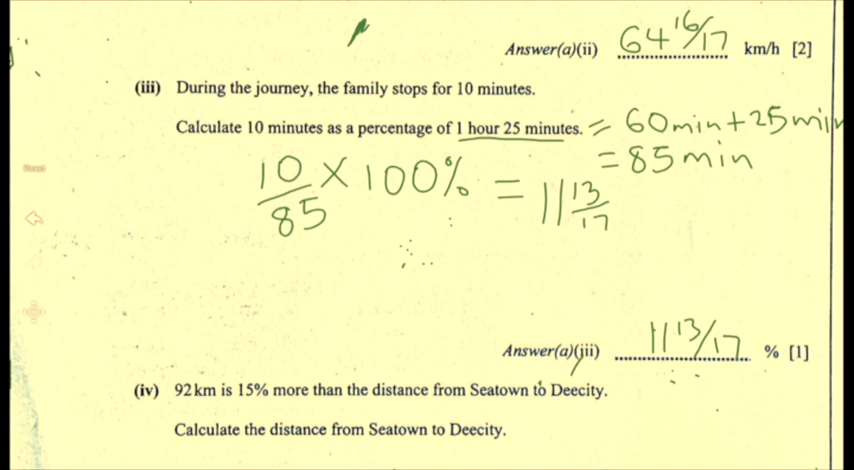 Answer(a)(ii) 64 16/17 km/h [2]
(iii) During the journey, the family stops for 10 minutes.
Calculate 10 minutes as a percentage of 1 hour 25 minutes. = 60min + 25min
= 85min
10/85 × 100% = 11 13/17
Answer(a)(iii) 11 13/17 % [1]
(iv) 92 km is 15% more than the distance from Seatown to Deecity.
Calculate the distance from Seatown to Deecity.